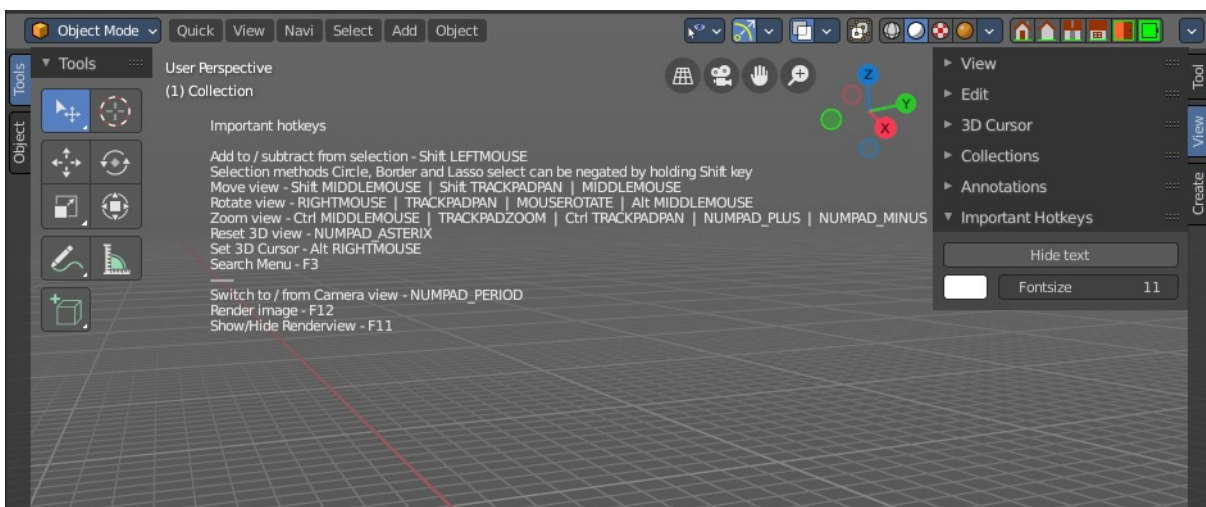 Object Mode Quick View Navi Select Add Object
Tools
Object
Tools
User Perspective
(1) Collection
Important hotkeys
Add to / subtract from selection - Shift LEFTMOUSE
Selection methods Circle, Border and Lasso select can be negated by holding Shift key
Move view - Shift MIDDLEMOUSE | Shift TRACKPADPAN | MIDDLEMOUSE
Rotate view - RIGHTMOUSE | TRACKPADPAN | MOUSEROTATE | Alt MIDDLEMOUSE
Zoom view - Ctrl MIDDLEMOUSE | TRACKPADZOOM | Ctrl TRACKPADPAN | NUMPAD_PLUS | NUMPAD_MINUS
Reset 3D view - NUMPAD_ASTERIX
Set 3D Cursor - Alt RIGHTMOUSE
Search Menu - F3
Switch to / from Camera view - NUMPAD_PERIOD
Render image - F12
Show/Hide Renderview - F11
Z
Y
X
View
Edit
3D Cursor
Collections
Annotations
Important Hotkeys
Hide text
Fontsize 11
Tool
View
Create